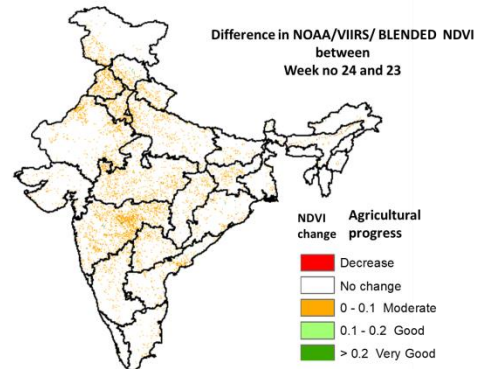 Difference in NOAA/VIIRS/ BLENDED NDVI
between
Week no 24 and 23
NDVI change
Agricultural progress
Decrease
No change
0 - 0.1 Moderate
0.1 - 0.2 Good
> 0.2 Very Good